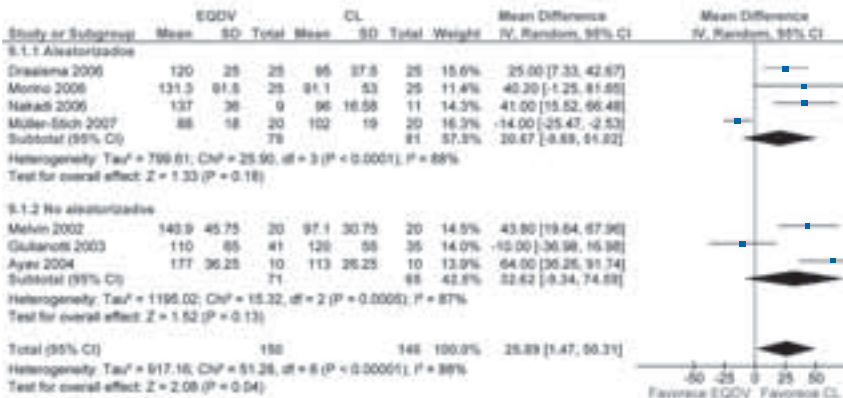 EQDV CL Mean Difference Mean Difference
Study or Subgroup Mean SD Total Mean SD Total Weight IV, Random, 95% CI IV, Random, 95% CI
9.1.1 Aleatorizados
Draaisma 2006 120 25 25 95 37.5 25 15.6% 25.00 [7.33, 42.67]
Morino 2006 131.3 91.5 25 91.1 53 25 40.20 [-1.25, 81.65]
Nakadi 2006 137 36 9 96 16.58 11 14.3% 41.00 [15.52, 66.48]
Müller-Stich 2007 88 18 20 102 19 20 16.3% -14.00 [-25.47, -2.53]
Subtotal (95% CI) 79 81 57.5% 20.67 [-9.69, 51.02]
Heterogeneity: Tau² = 799.61; Chi² = 25.90, df = 3 (P < 0.0001); I² = 88%
Test for overall effect: Z = 1.33 (P = 0.18)
9.1.2 No aleatorizados
Melvin 2002 140.9 45.75 20 97.1 30.75 20 14.5% 43.80 [19.64, 67.96]
Giulianotti 2003 110 65 41 120 55 35 14.0% -10.00 [-36.98, 16.98]
Ayav 2004 177 36.25 10 113 26.25 10 13.9% 64.00 [36.26, 91.74]
Subtotal (95% CI) 71 65 42.5% 32.62 [-9.34, 74.59]
Heterogeneity: Tau² = 1195.02; Chi² = 15.32, df = 2 (P = 0.0005); I² = 87%
Test for overall effect: Z = 1.52 (P = 0.13)
Total (95% CI) 150 146 100.0% 25.89 [1.47, 50.31]
Heterogeneity: Tau² = 917.16; Chi² = 51.28, df = 6 (P < 0.00001); I² = 88%
Test for overall effect: Z = 2.08 (P = 0.04)
-50 -25 0 25 50
Favorece EQDV Favorece CL